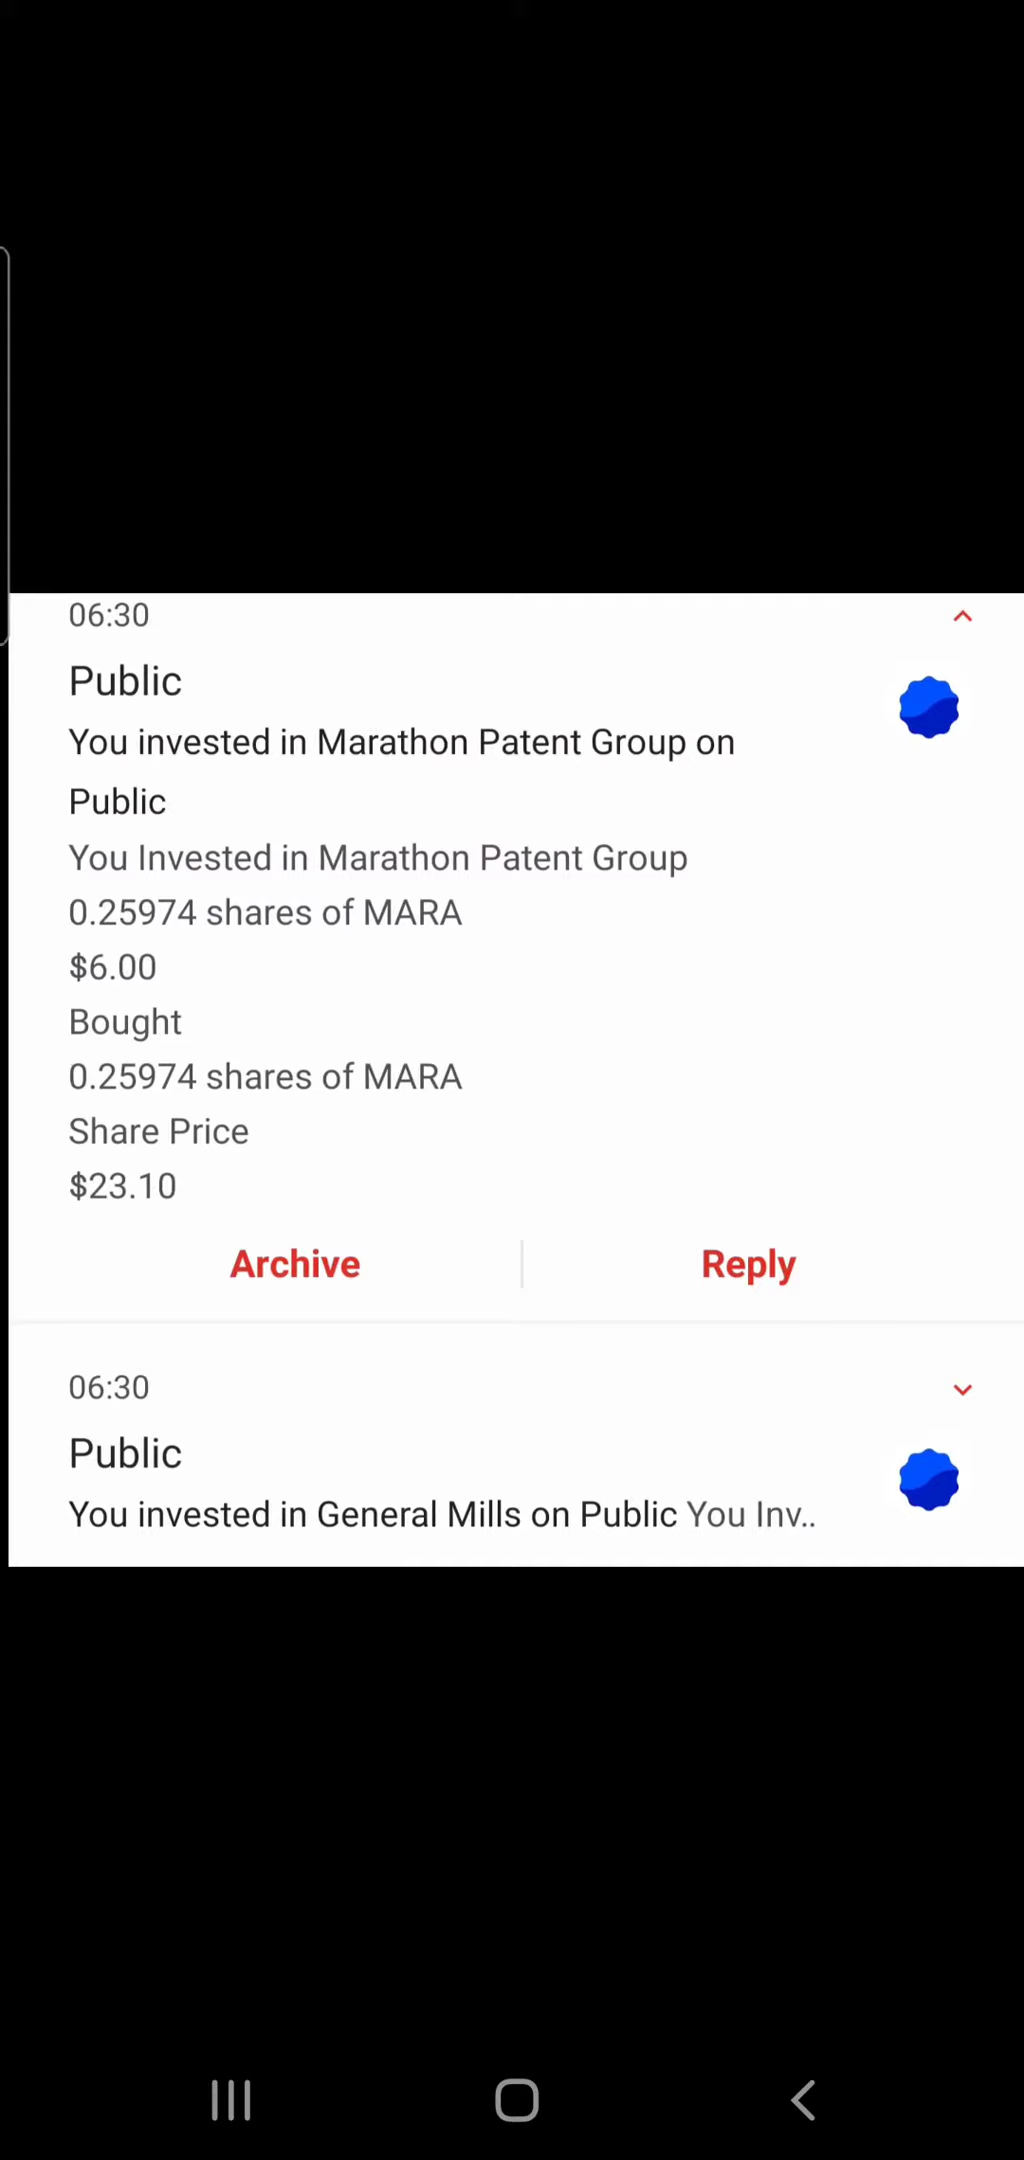 06:30
Public
You invested in Marathon Patent Group on
Public
You Invested in Marathon Patent Group
0.25974 shares of MARA
$6.00
Bought
0.25974 shares of MARA
Share Price
$23.10
Archive
Reply
06:30
Public
You invested in General Mills on Public You Inv..